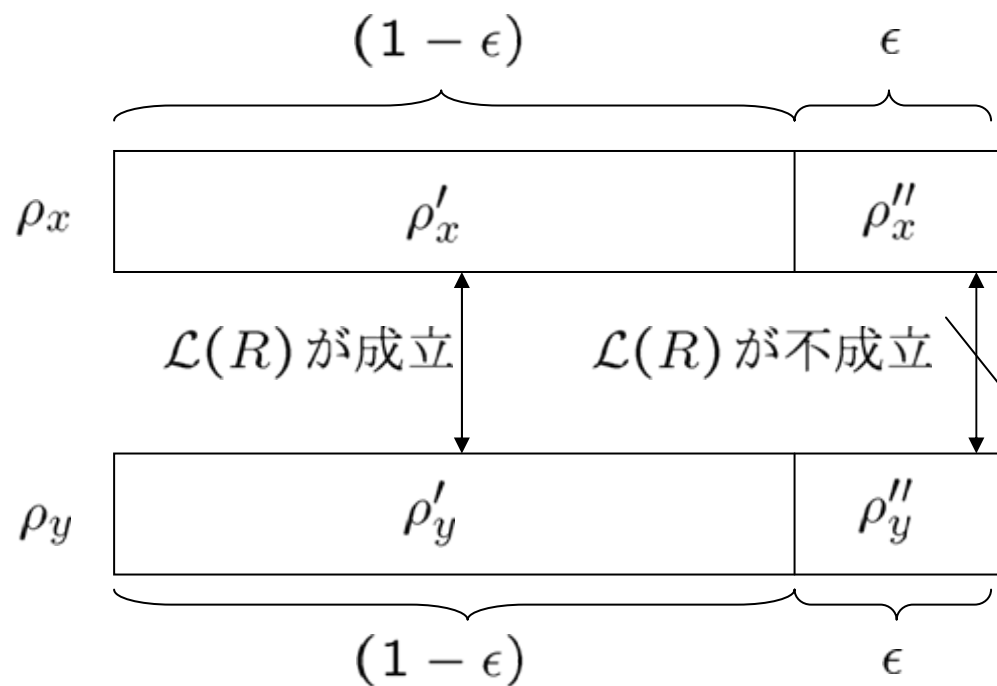 (1 − ϵ) ϵ
ρx ρ′x ρ″x
ℒ(R) が成立 ℒ(R) が不成立
ρy ρ′y ρ″y
(1 − ϵ) ϵ